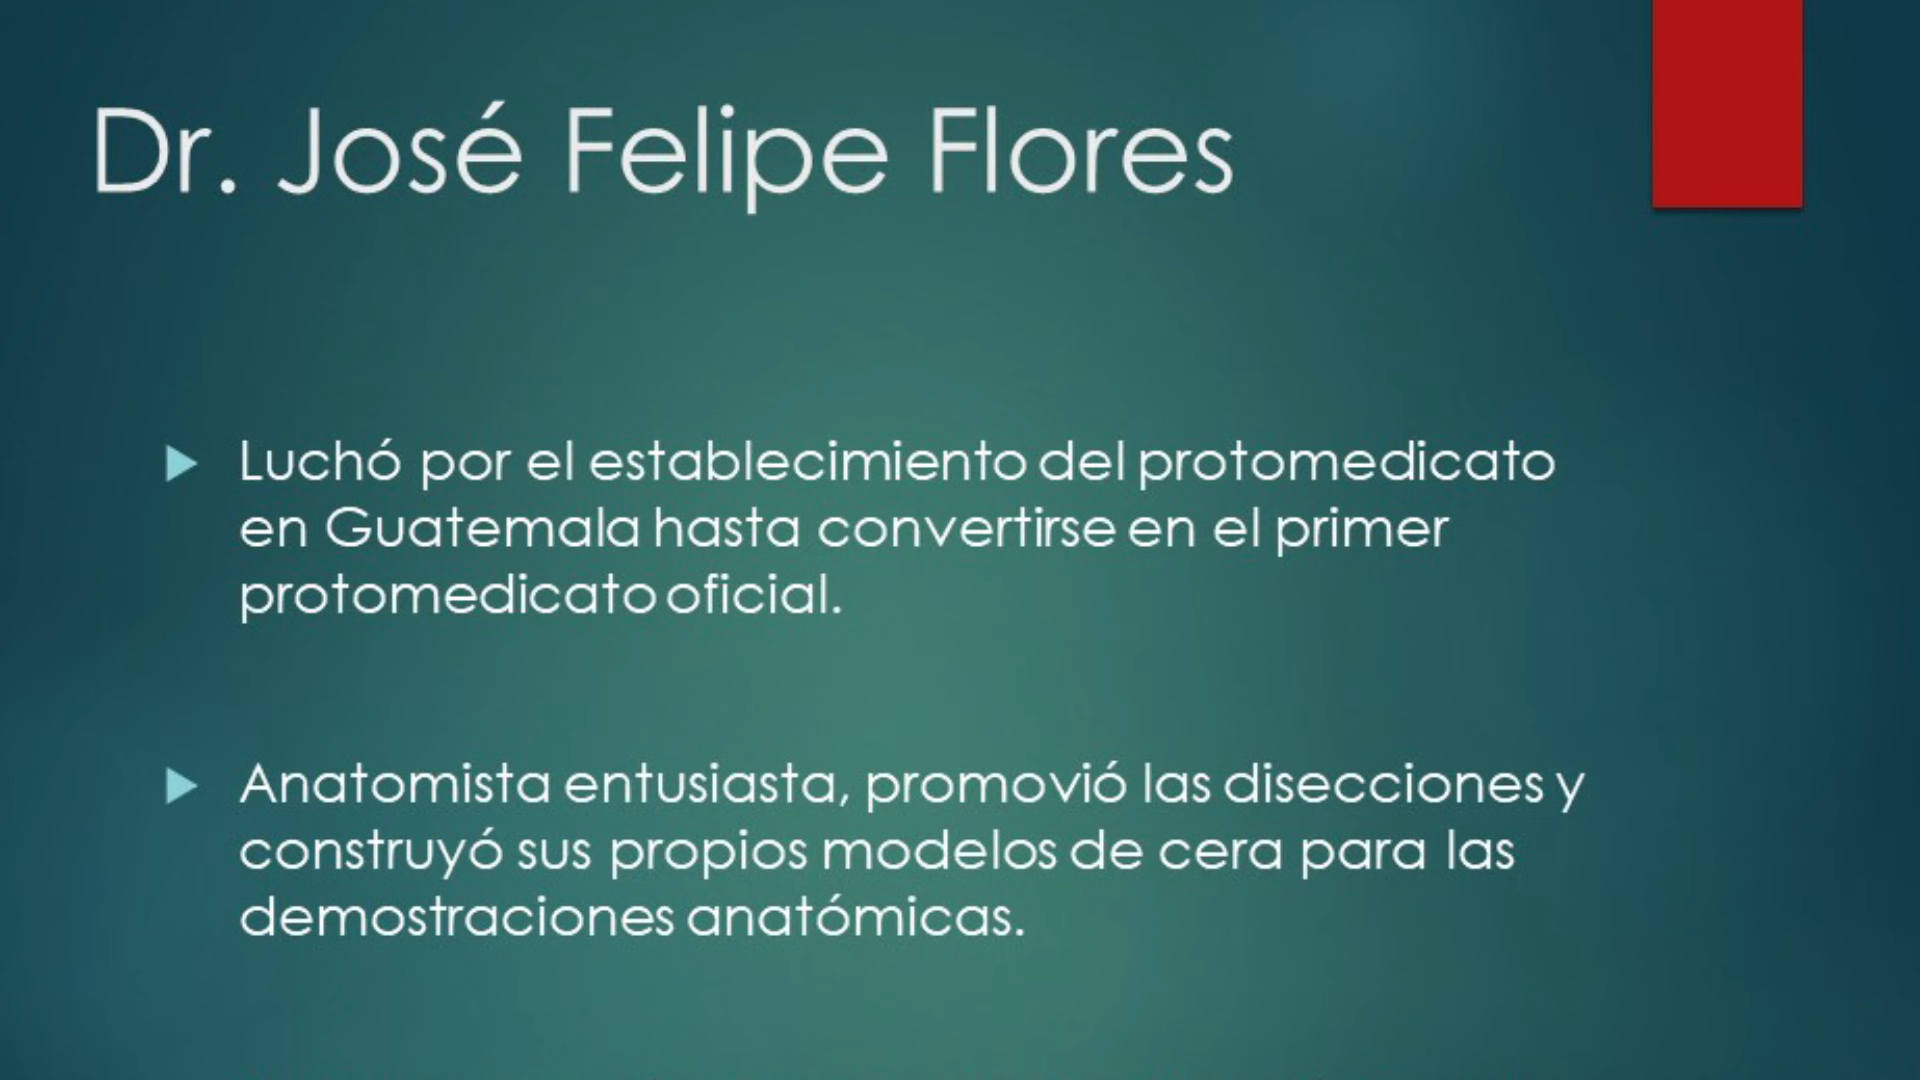 Dr. José Felipe Flores
Luchó por el establecimiento del protomedicato
en Guatemala hasta convertirse en el primer
protomedicato oficial.
Anatomista entusiasta, promovió las disecciones y
construyó sus propios modelos de cera para las
demostraciones anatómicas.